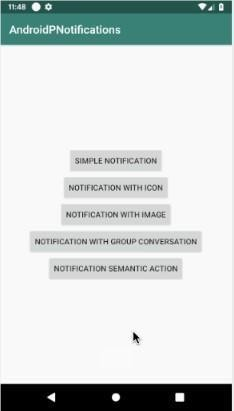 11:48
AndroidPNotifications
SIMPLE NOTIFICATION
NOTIFICATION WITH ICON
NOTIFICATION WITH IMAGE
NOTIFICATION WITH GROUP CONVERSATION
NOTIFICATION SEMANTIC ACTION